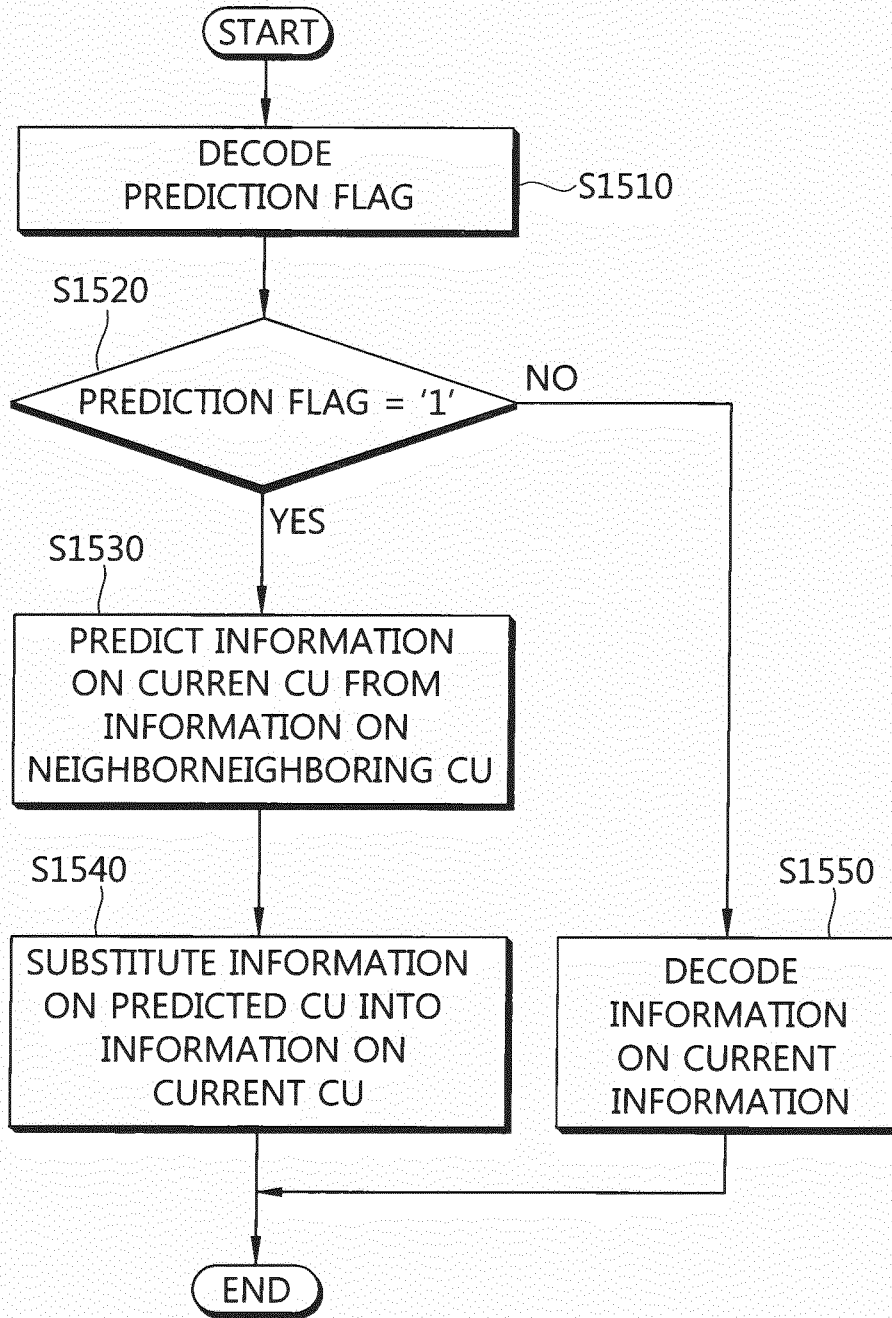 START
DECODE
PREDICTION FLAG
S1510
S1520
PREDICTION FLAG = '1'
NO
YES
S1530
PREDICT INFORMATION
ON CURREN CU FROM
INFORMATION ON
NEIGHBORNEIGHBORING CU
S1540
SUBSTITUTE INFORMATION
ON PREDICTED CU INTO
INFORMATION ON
CURRENT CU
S1550
DECODE
INFORMATION
ON CURRENT
INFORMATION
END